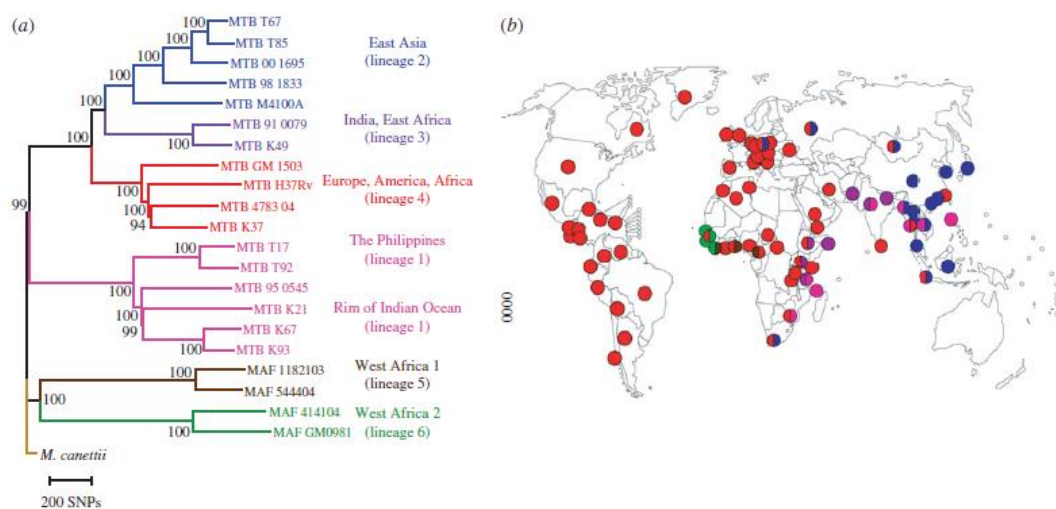 (a)
100
MTB T67
100
MTB T85
100
MTB 00 1695
100
MTB 98 1833
100
MTB M4100A
East Asia
(lineage 2)
100
MTB 91 0079
100
MTB K49
India, East Africa
(lineage 3)
100
MTB GM 1503
100
MTB H37Rv
100
MTB 4783 04
94
MTB K37
Europe, America, Africa
(lineage 4)
99
MTB T17
100
MTB T92
The Philippines
(lineage 1)
MTB 95 0545
100
MTB K21
99
MTB K67
100
MTB K93
Rim of Indian Ocean
(lineage 1)
100
MAF 1182103
MAF 544404
West Africa 1
(lineage 5)
100
MAF 414104
100
MAF GM0981
West Africa 2
(lineage 6)
M. canettii
200 SNPs
(b)
0000